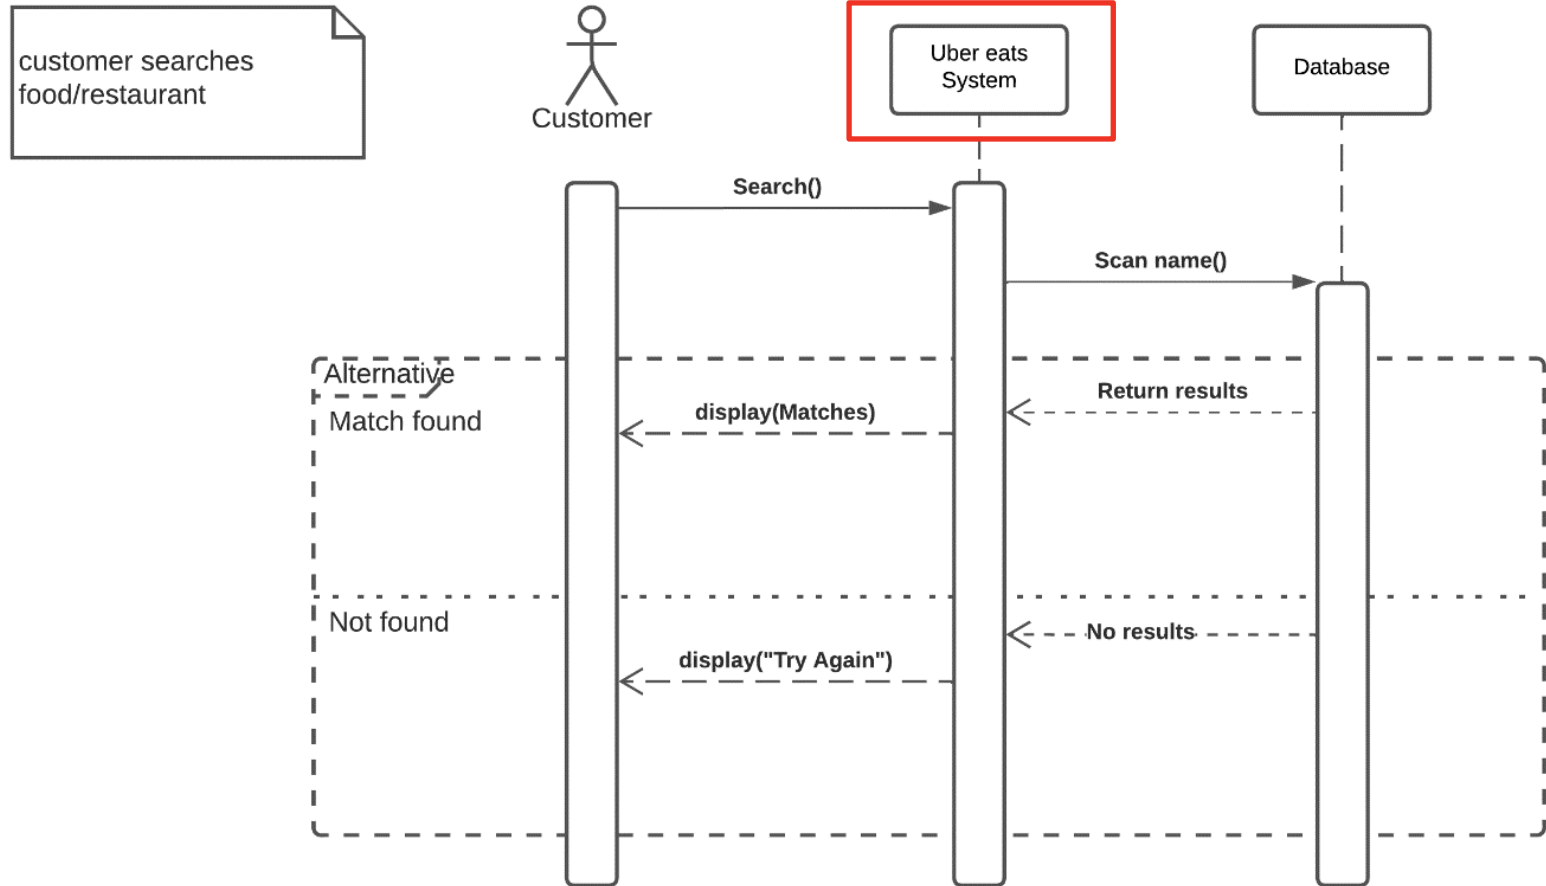 customer searches
food/restaurant
Customer
Uber eats
System
Database
Search()
Scan name()
Alternative
Match found
Return results
display(Matches)
Not found
No results
display("Try Again")